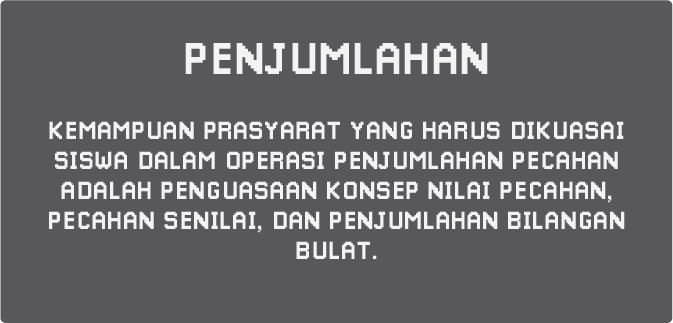 PENJUMLAHAN
KEMAMPUAN PRASYARAT YANG HARUS DIKUASAI
SISWA DALAM OPERASI PENJUMLAHAN PECAHAN
ADALAH PENGUASAAN KONSEP NILAI PECAHAN,
PECAHAN SENILAI, DAN PENJUMLAHAN BILANGAN
BULAT.